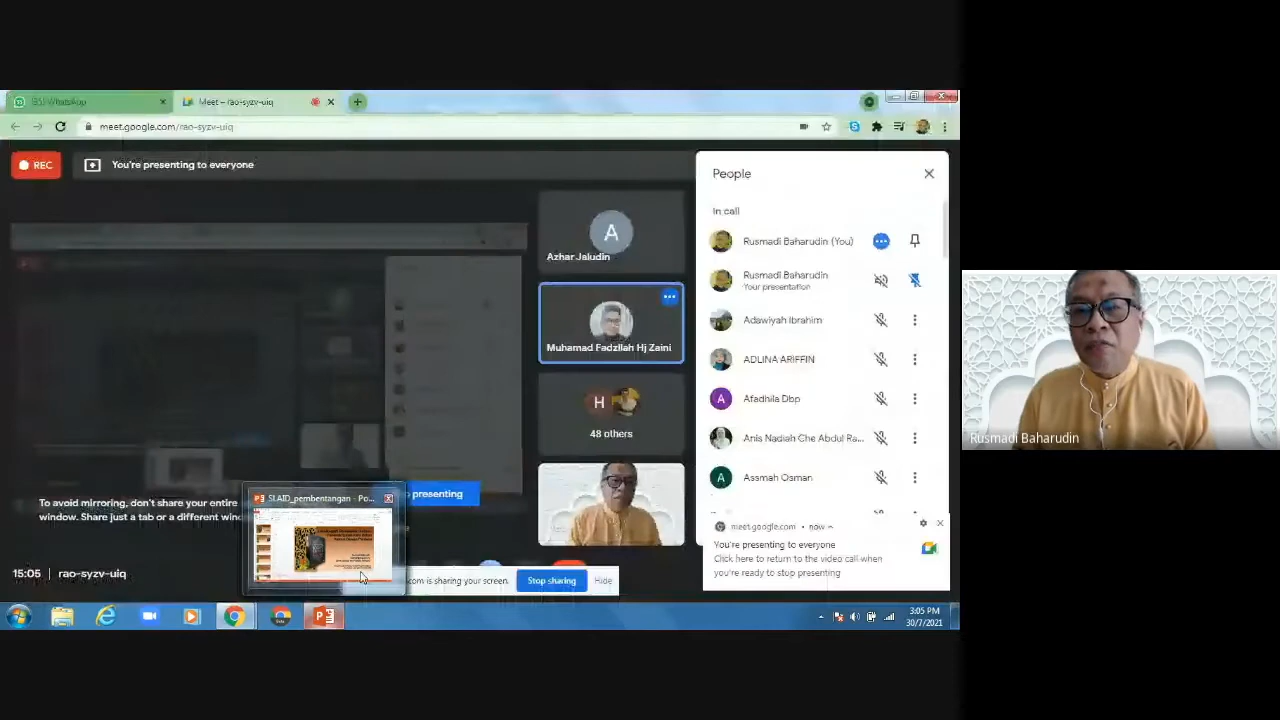 (55) WhatsApp
Meet – rao-syzv-uiq
meet.google.com/rao-syzv-uiq
REC
You're presenting to everyone
A
Azhar Jaludin
Muhamad Fadzilah Hj Zaini
H
48 others
To avoid mirroring, don't share your entire
window. Share just a tab or a different
presenting
SLAID_pembentangan - Po...
15:05
rao-syzv-uiq
is sharing your screen.
Stop sharing
Hide
People
In call
Rusmadi Baharudin (You)
Rusmadi Baharudin
Your presentation
Adawiyah Ibrahim
ADLINA ARIFFIN
A
Afadhila Dbp
Anis Nadiah Che Abdul Ra...
A
Assmah Osman
meet.google.com • now
You're presenting to everyone
Click here to return to the video call when
you're ready to stop presenting
3:05 PM
30/7/2021
Rusmadi Baharudin